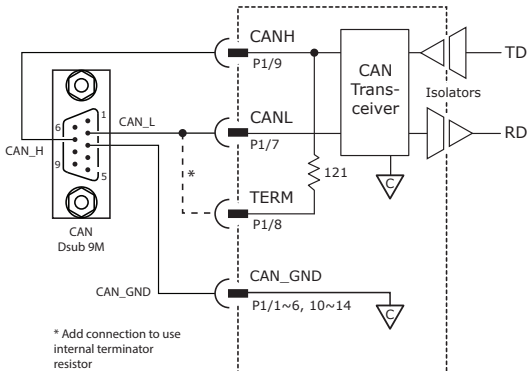 CANH
P1/9
CAN
Trans-
ceiver
TD
Isolators
RD
C
CANL
P1/7
121
TERM
P1/8
CAN_GND
P1/1~6, 10~14
C
1
6
9
5
CAN_L
CAN_H
*
CAN
Dsub 9M
CAN_GND
* Add connection to use
internal terminator
resistor